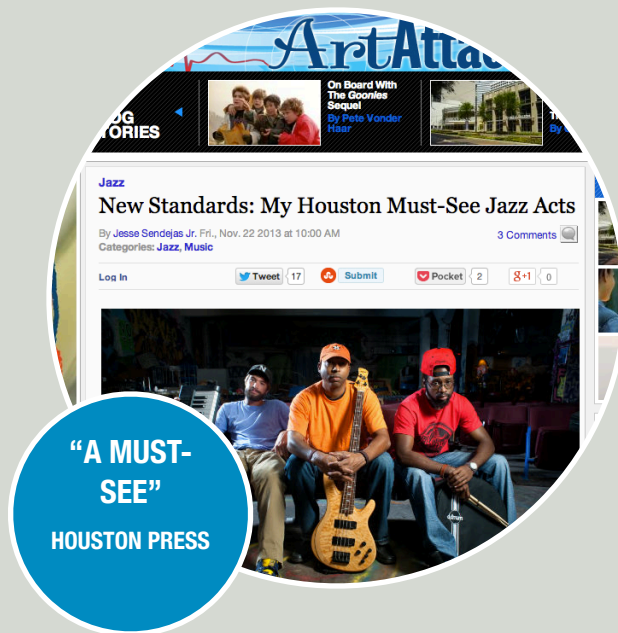 ArtAttac
On Board With
The Goonies
Sequel
By Pete Vonder
Haar
OG
ORIES
Jazz
New Standards: My Houston Must-See Jazz Acts
By Jesse Sendejas Jr. Fri., Nov. 22 2013 at 10:00 AM
3 Comments
Categories: Jazz, Music
Log In
Tweet 17
Submit
Pocket 2
g+1 0
“A MUST-
SEE”
HOUSTON PRESS